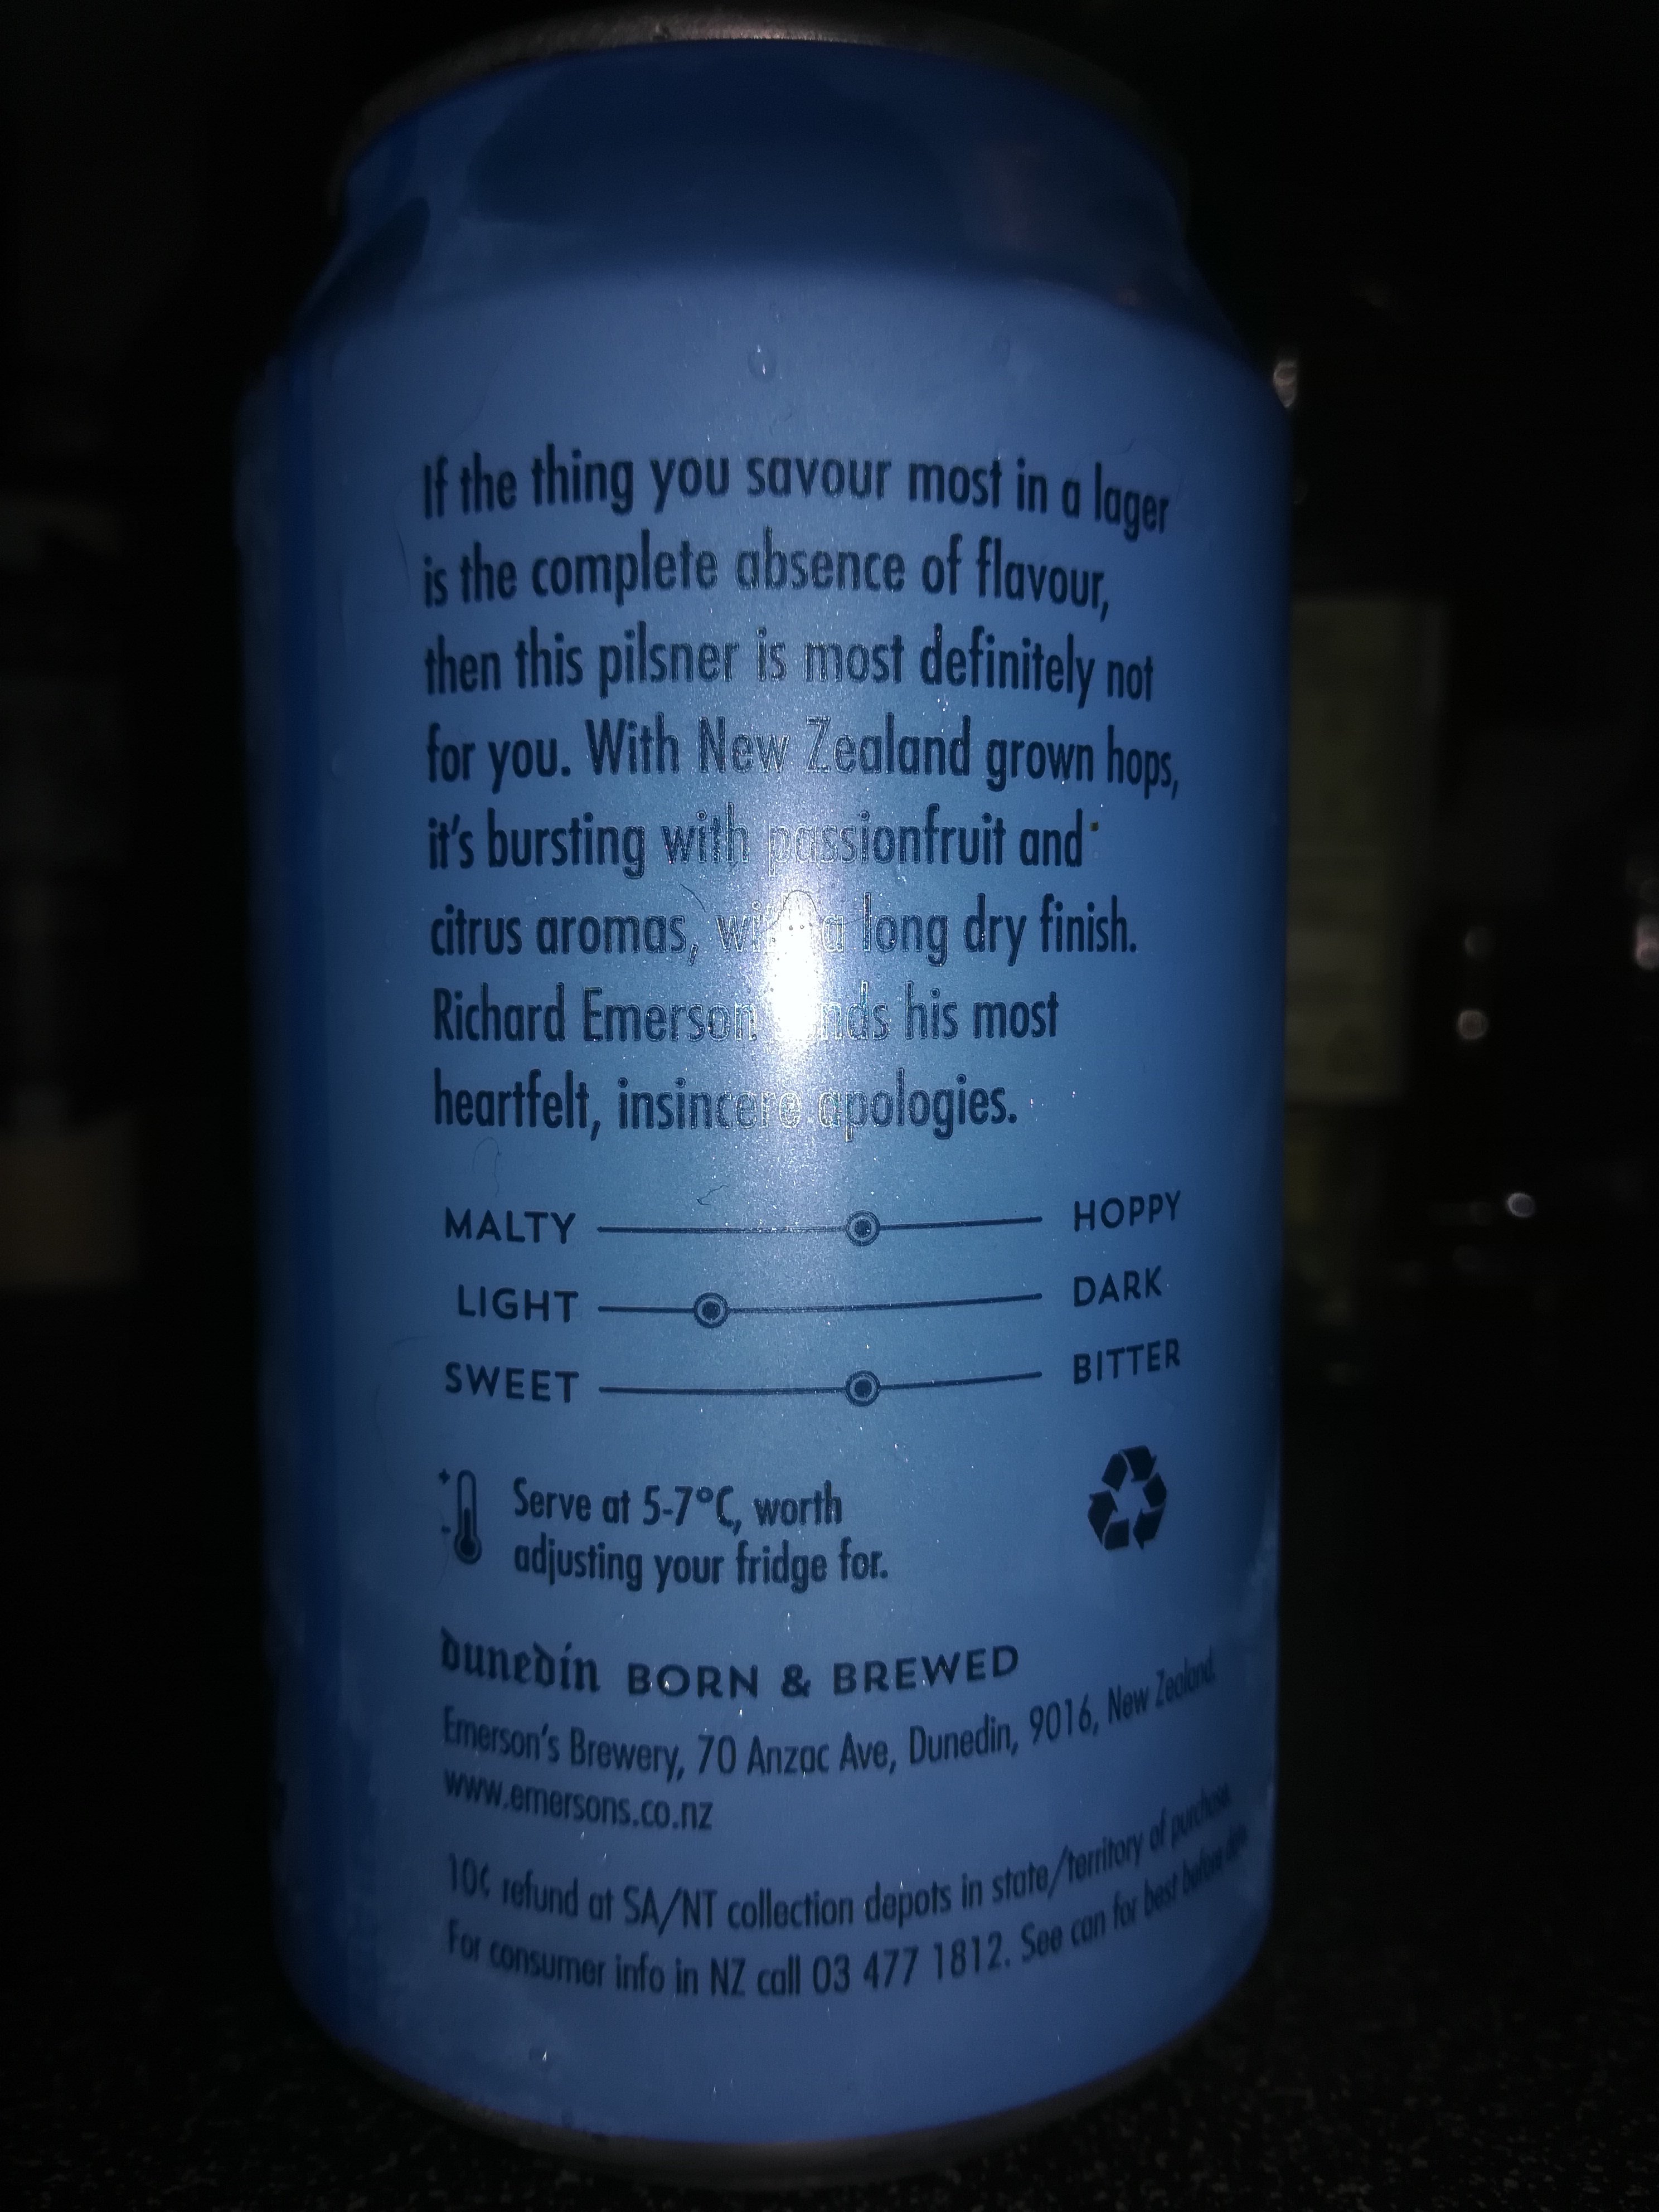 If the thing you savour most in a lager
is the complete absence of flavour,
then this pilsner is most definitely not
for you. With New Zealand grown hops,
it's bursting with passionfruit and
citrus aromas, with a long dry finish.
Richard Emerson sends his most
heartfelt, insincere apologies.
MALTY HOPPY
LIGHT DARK
SWEET BITTER
Serve at 5-7°C, worth
adjusting your fridge for.
dunedin BORN & BREWED
Emerson's Brewery, 70 Anzac Ave, Dunedin, 9016, New Zealand.
www.emersons.co.nz
10¢ refund at SA/NT collection depots in state/territory of purchase.
For consumer info in NZ call 03 477 1812. See can for best before date.